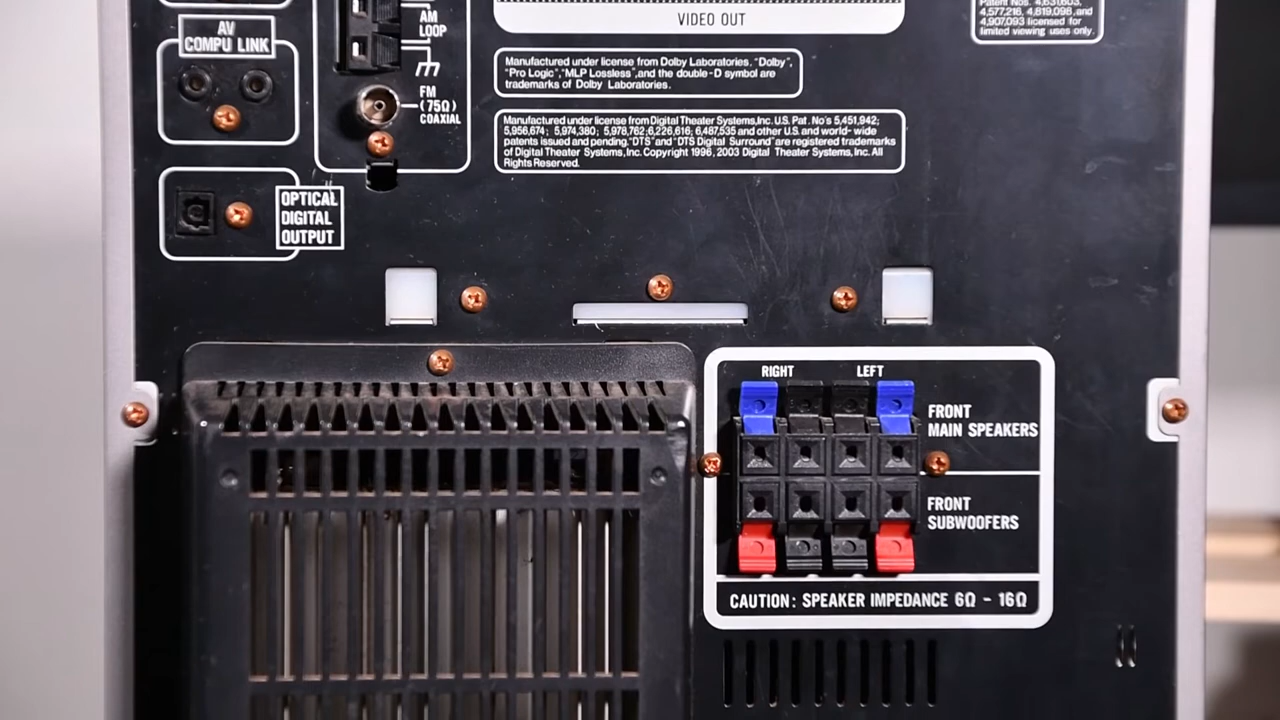 AV
COMPU LINK
AM
LOOP
FM
(75Ω)
COAXIAL
VIDEO OUT
Patent Nos. 4,631,603,
4,577,216, 4,819,098, and
4,907,093 licensed for
limited viewing uses only.
Manufactured under license from Dolby Laboratories. "Dolby",
"Pro Logic","MLP Lossless",and the double-D symbol are
trademarks of Dolby Laboratories.
Manufactured under license from Digital Theater Systems,Inc. U.S. Pat. No's 5,451,942;
5,956,674; 5,974,380; 5,978,762;6,226,616; 6,487,535 and other U.S. and world-wide
patents issued and pending."DTS"and"DTS Digital Surround"are registered trademarks
of Digital Theater Systems,Inc. Copyright 1996, 2003 Digital Theater Systems,Inc. All
Rights Reserved.
OPTICAL
DIGITAL
OUTPUT
RIGHT LEFT
FRONT
MAIN SPEAKERS
FRONT
SUBWOOFERS
CAUTION: SPEAKER IMPEDANCE 6Ω - 16Ω